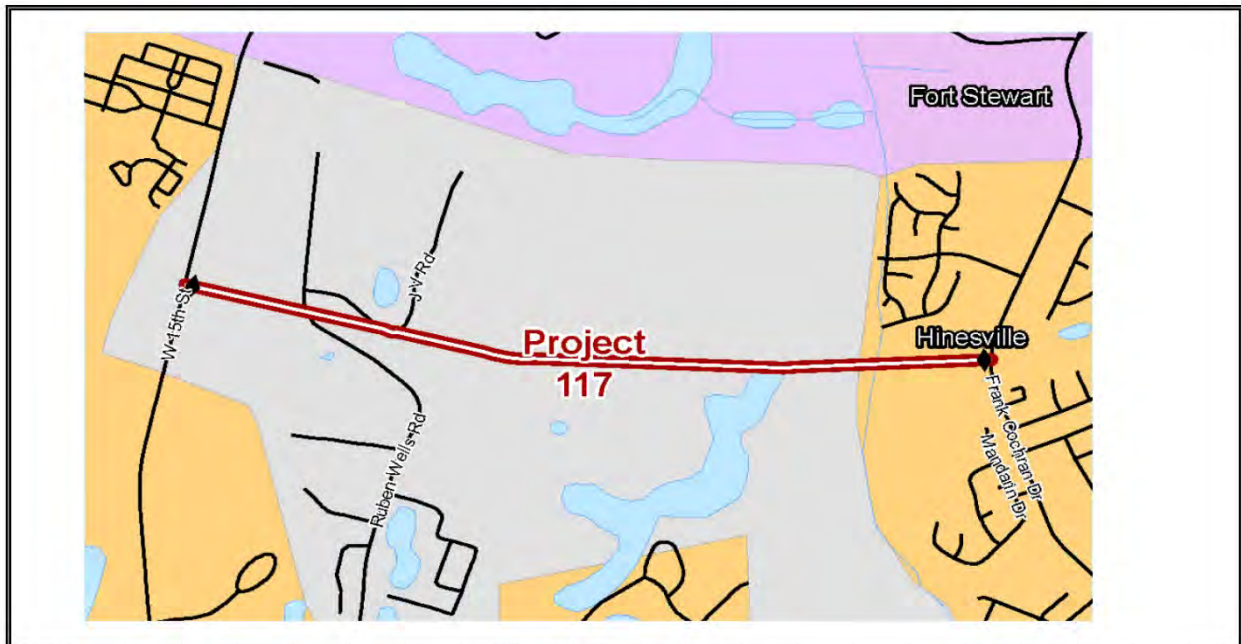 Fort Stewart
J V Rd
W 15th St
Hinesville
Project
117
Ruben Wells Rd
Frank Cochran Dr
Mandarin Dr